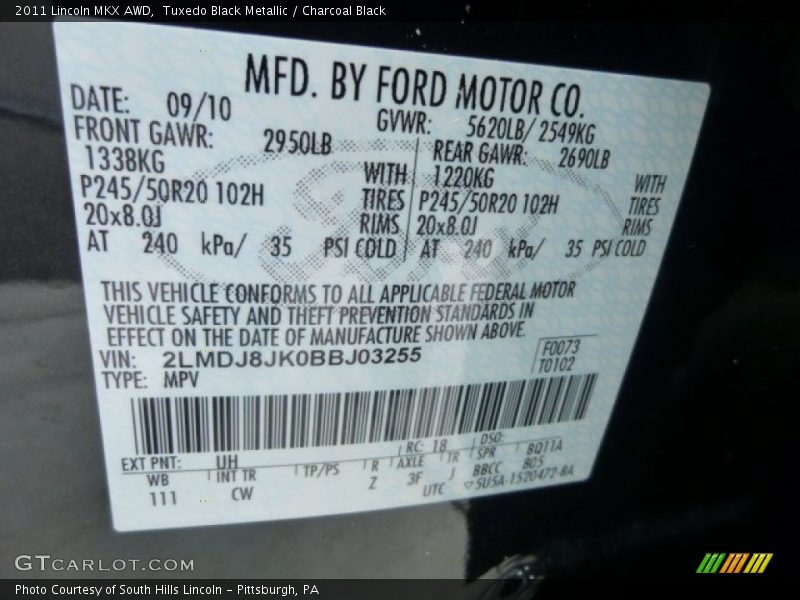 2011 Lincoln MKX AWD, Tuxedo Black Metallic / Charcoal Black
MFD. BY FORD MOTOR CO.
DATE: 09/10 GVWR: 5620LB/ 2549KG
FRONT GAWR: 2950LB REAR GAWR: 2690LB
1338KG WITH 1220KG WITH
P245/50R20 102H TIRES P245/50R20 102H TIRES
20x8.0J RIMS 20x8.0J RIMS
AT 240 kPa/ 35 PSI COLD AT 240 kPa/ 35 PSI COLD
THIS VEHICLE CONFORMS TO ALL APPLICABLE FEDERAL MOTOR
VEHICLE SAFETY AND THEFT PREVENTION STANDARDS IN
EFFECT ON THE DATE OF MANUFACTURE SHOWN ABOVE.
VIN: 2LMDJ8JK0BBJ03255 F0073
TYPE: MPV T0102
EXT PNT: UH RC: 18 DSO:
WB INT TR TP/PS R AXLE TR SPR BQ11A
111 CW Z 3F J BBCC 805
UTC 5U5A-1520472-BA
GTCARLOT.COM
Photo Courtesy of South Hills Lincoln - Pittsburgh, PA